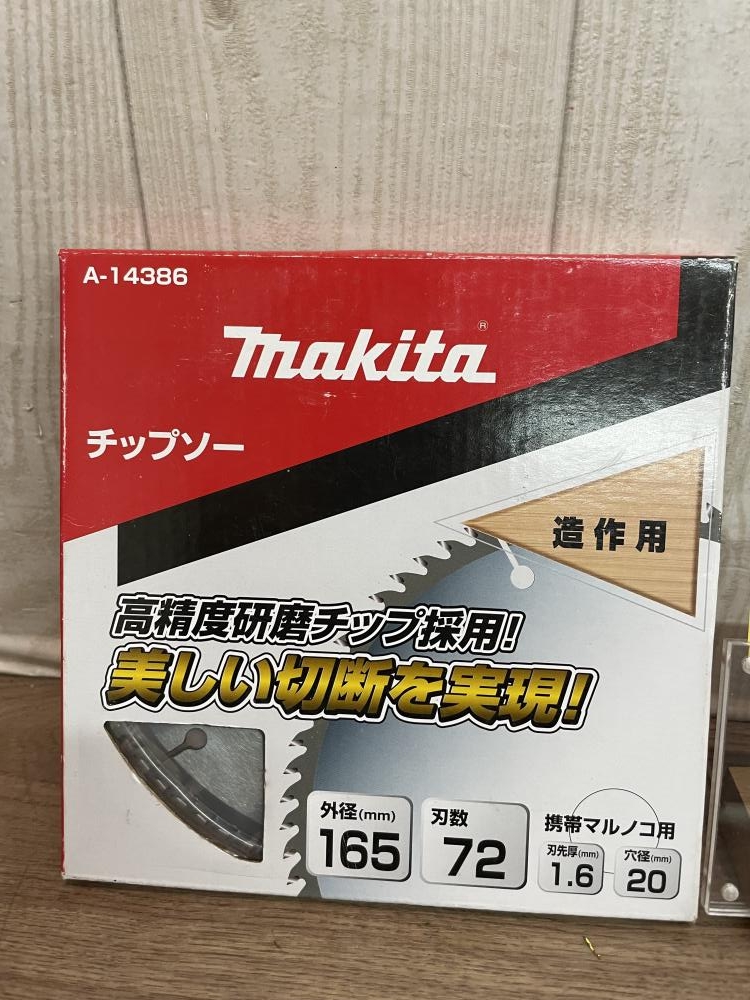 A-14386
makita®
チップソー
造作用
高精度研磨チップ採用!
美しい切断を実現!
外径(mm)
165
刃数
72
携帯マルノコ用
刃先厚(mm)
1.6
穴径(mm)
20